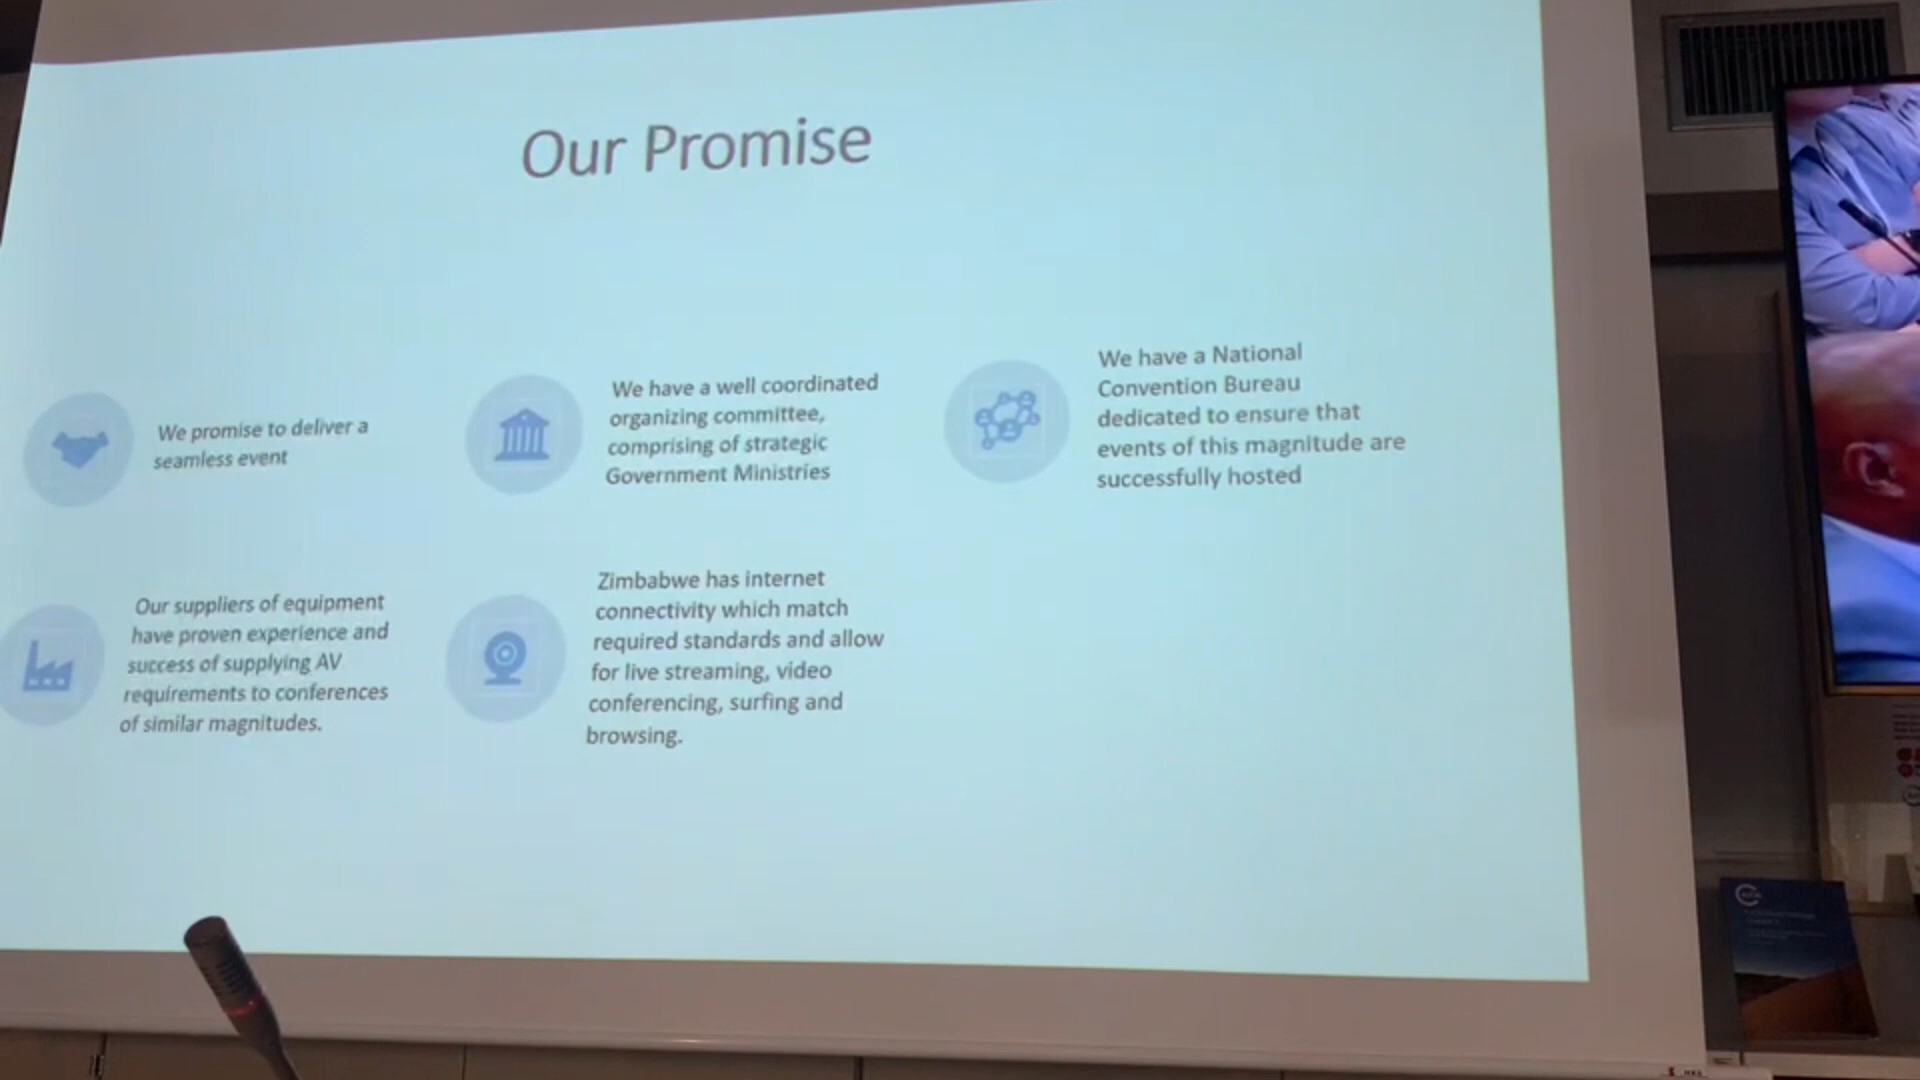 Our Promise
We promise to deliver a
seamless event
We have a well coordinated
organizing committee,
comprising of strategic
Government Ministries
We have a National
Convention Bureau
dedicated to ensure that
events of this magnitude are
successfully hosted
Our suppliers of equipment
have proven experience and
success of supplying AV
requirements to conferences
of similar magnitudes.
Zimbabwe has internet
connectivity which match
required standards and allow
for live streaming, video
conferencing, surfing and
browsing.